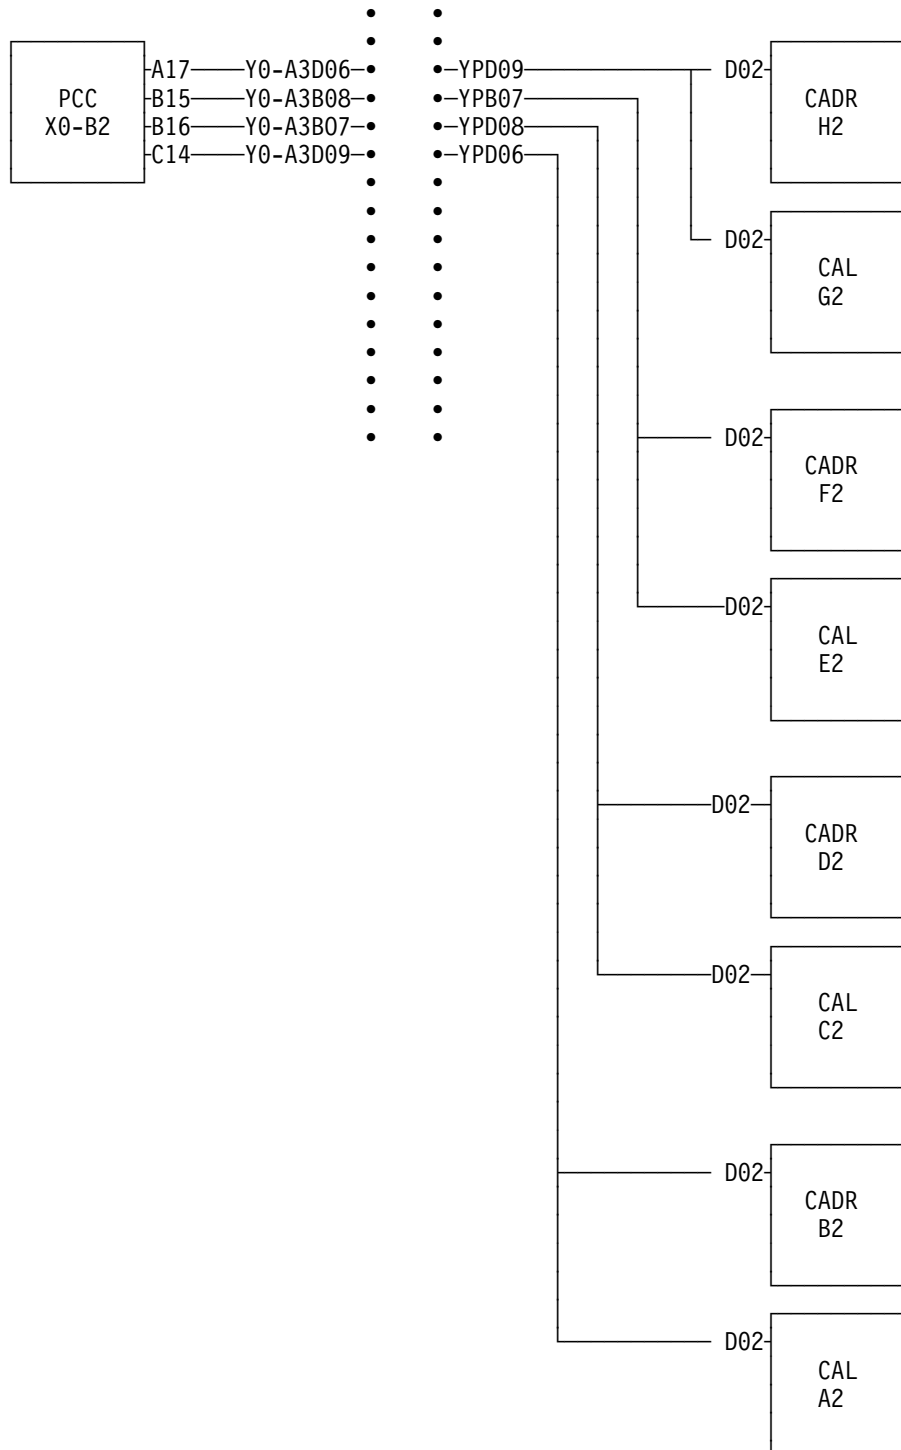 A17 Y0-A3D06 YPD09 D02
PCC B15 Y0-A3B08 YPB07 CADR
X0-B2 B16 Y0-A3BO7 YPD08 H2
C14 Y0-A3D09 YPD06
D02
CAL
G2
D02
CADR
F2
D02
CAL
E2
D02
CADR
D2
D02
CAL
C2
D02
CADR
B2
D02
CAL
A2